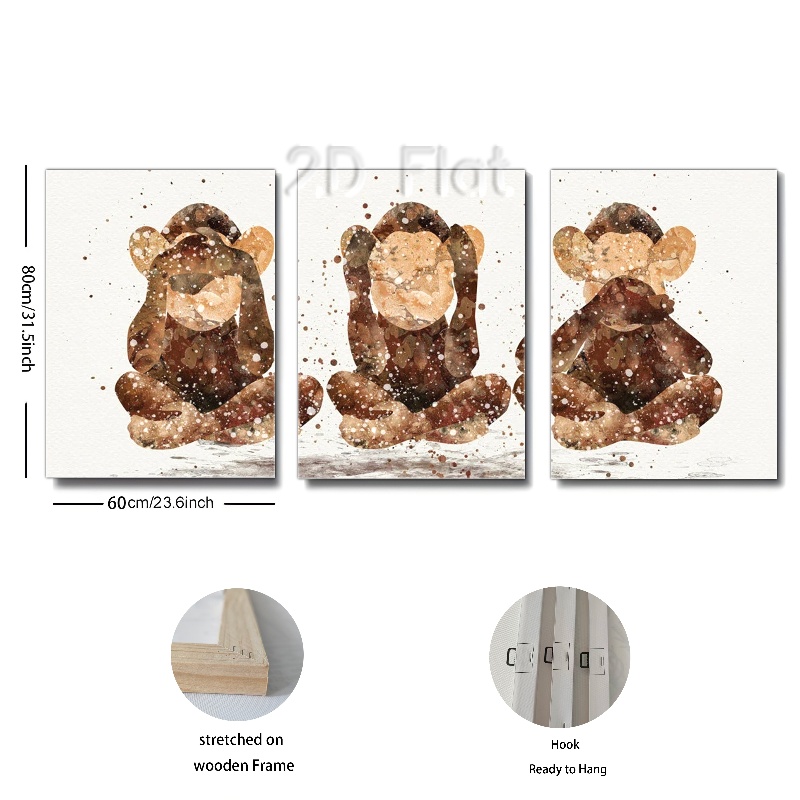 2D Flat
80cm/31.5inch
60cm/23.6inch
stretched on
wooden Frame
Hook
Ready to Hang